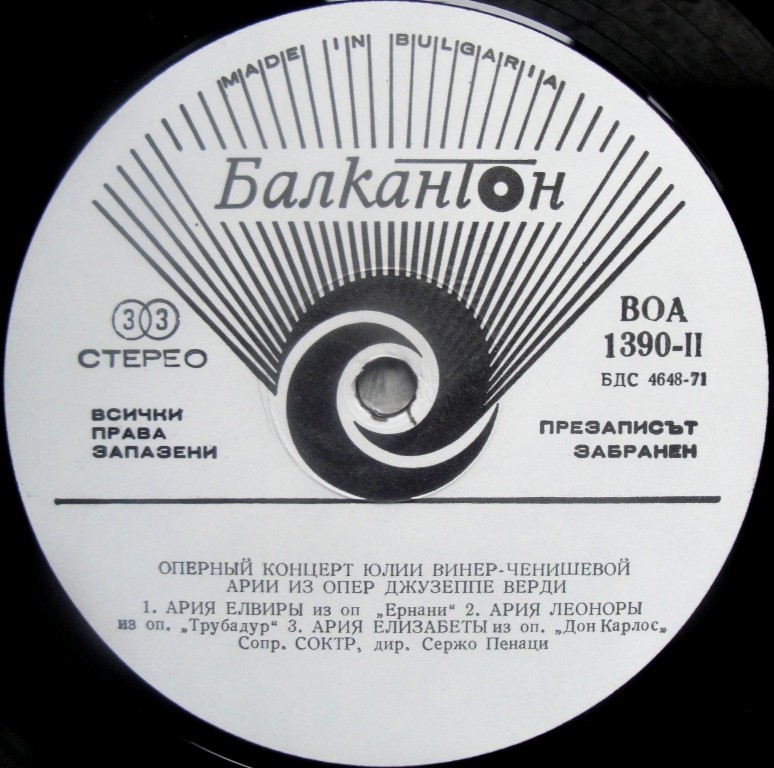 MADE IN BULGARIA
Балкантон
33
СТЕРЕО
ВОА
1390-II
БДС 4648-71
ВСИЧКИ
ПРАВА
ЗАПАЗЕНИ
ПРЕЗАПИСЪТ
ЗАБРАНЕН
ОПЕРНЫЙ КОНЦЕРТ ЮЛИИ ВИНЕР-ЧЕНИШЕВОЙ
АРИИ ИЗ ОПЕР ДЖУЗЕППЕ ВЕРДИ
1. АРИЯ ЕЛВИРЫ из оп „Ернани“ 2. АРИЯ ЛЕОНОРЫ
из оп. „Трубадур“ 3. АРИЯ ЕЛИЗАБЕТЫ из оп. „Дон Карлос„
Сопр. СОКТР, дир. Сержо Пенаци